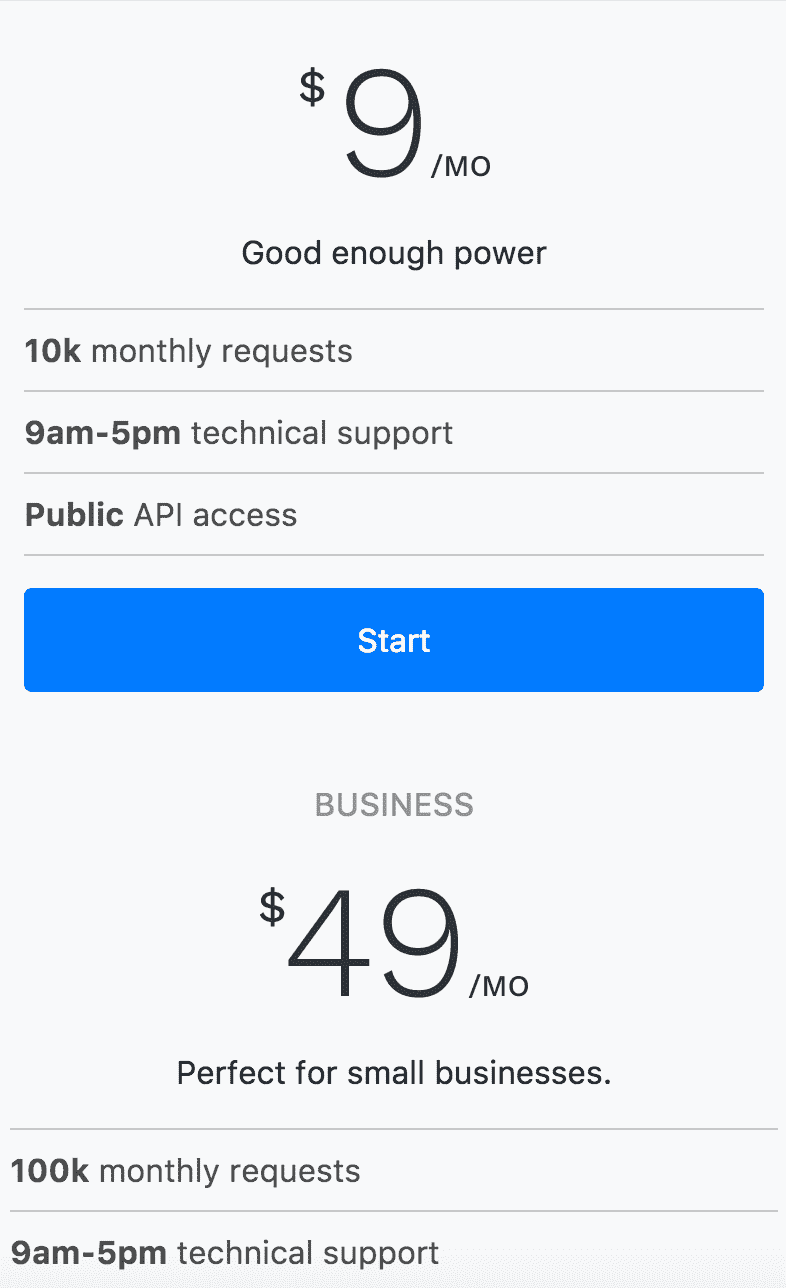 $9/MO
Good enough power
10k monthly requests
9am-5pm technical support
Public API access
Start
BUSINESS
$49/MO
Perfect for small businesses.
100k monthly requests
9am-5pm technical support